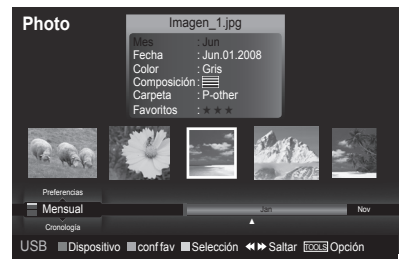 Photo
Imagen_1.jpg
Mes : Jun
Fecha : Jun.01.2008
Color : Gris
Composición :
Carpeta : P-other
Favoritos : ★ ★ ★
Preferencias
Mensual
Jan
Nov
Cronología
USB Dispositivo conf fav Selección Saltar TOOLS Opción